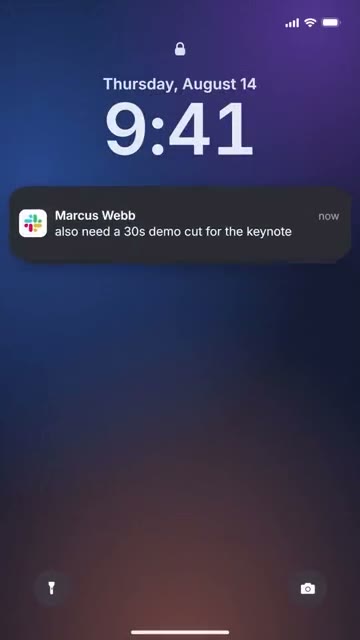 Thursday, August 14
9:41
Marcus Webb
now
also need a 30s demo cut for the keynote